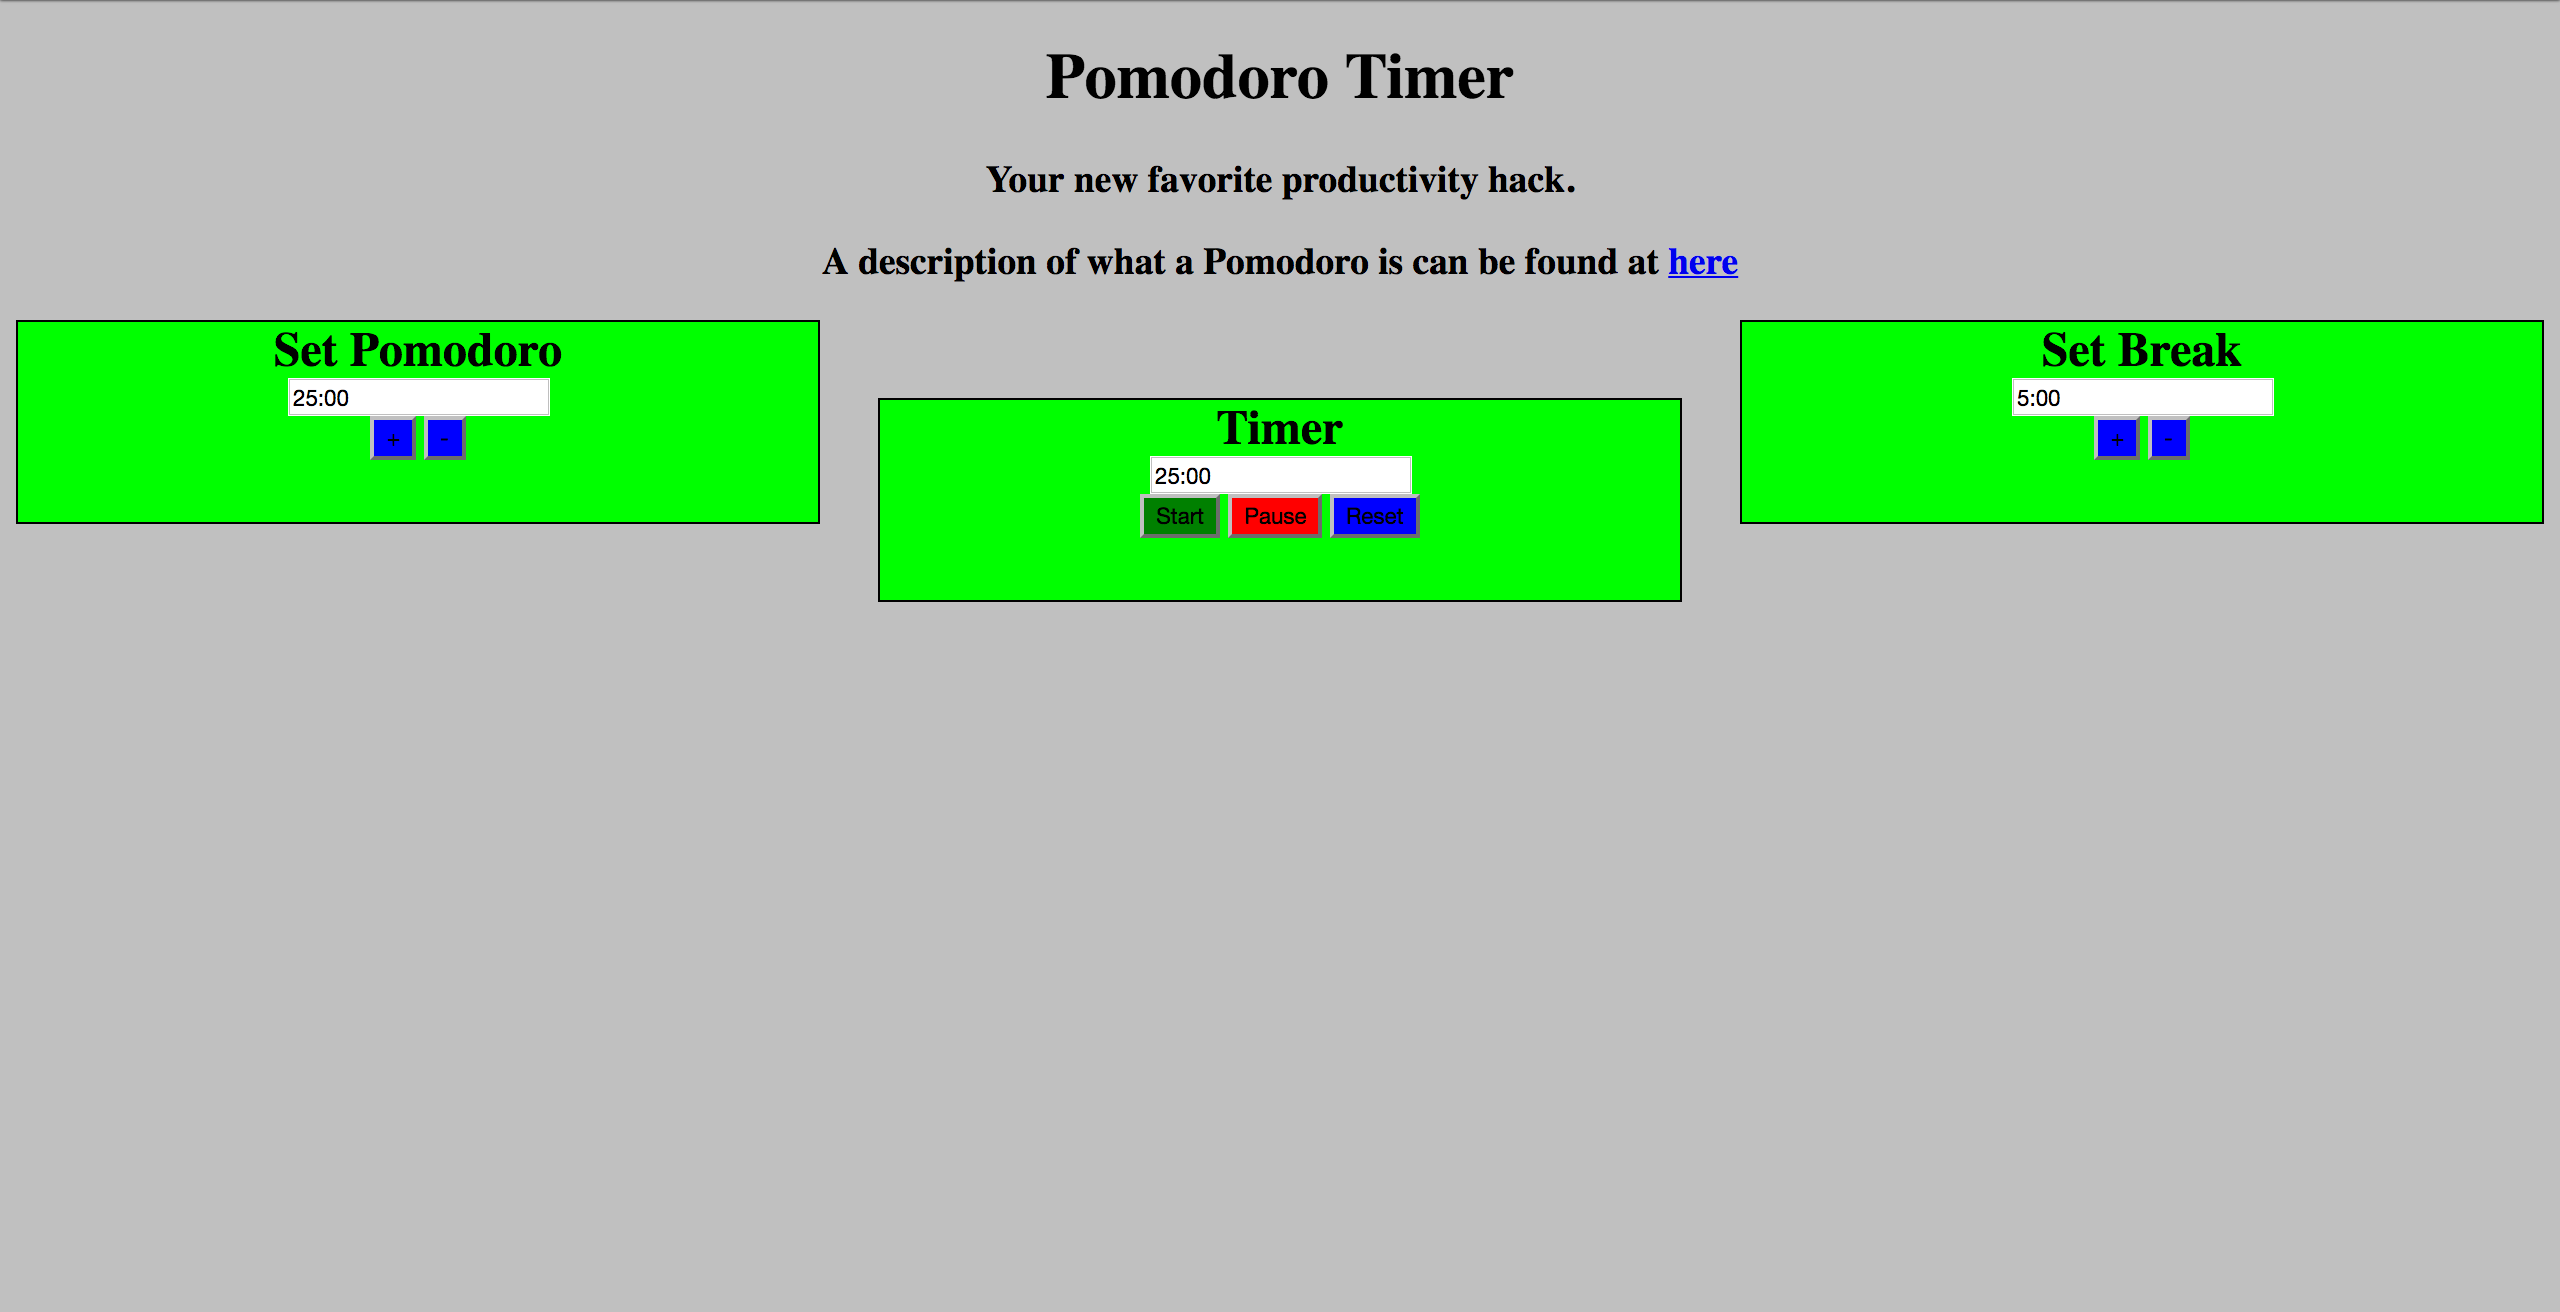 Pomodoro Timer
Your new favorite productivity hack.
A description of what a Pomodoro is can be found at here
Set Pomodoro
25:00
+ -
Timer
25:00
Start Pause Reset
Set Break
5:00
+ -